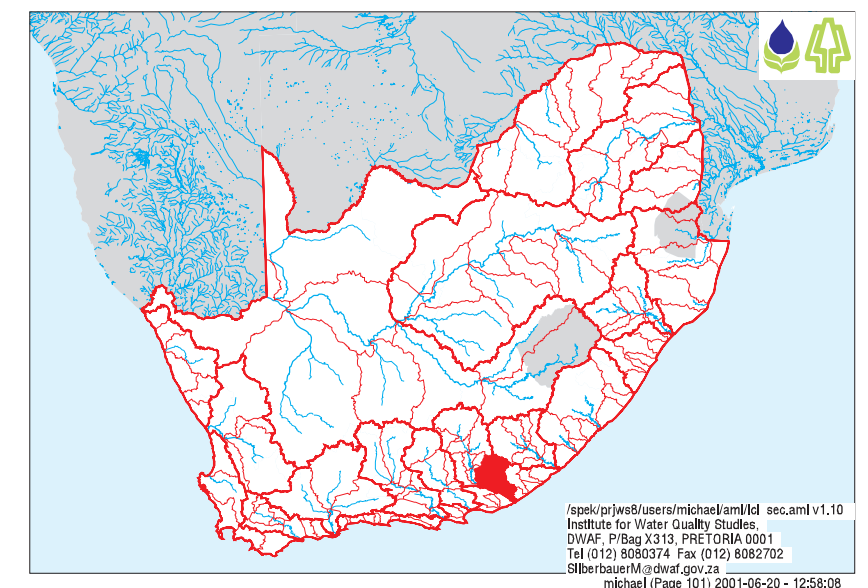 /spek/prjws8/users/michael/aml/lcl sec.aml v1.10
Institute for Water Quality Studies,
DWAF, P/Bag X313, PRETORIA 0001
Tel (012) 8080374 Fax (012) 8082702
SilberbauerM@dwaf.gov.za
michael (Page 101) 2001-06-20 - 12:58:08